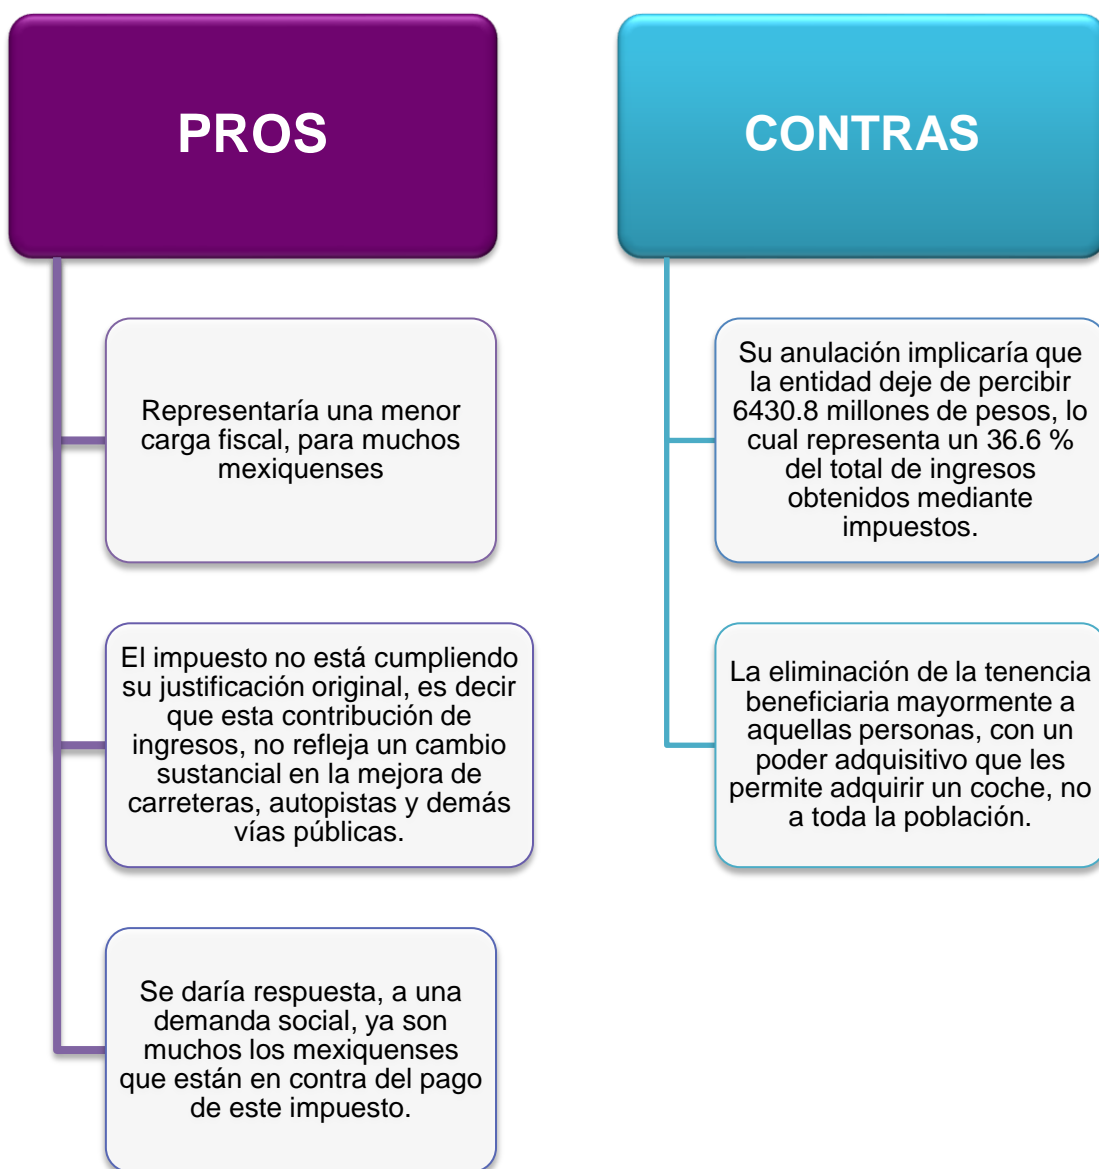 PROS
Representaría una menor
carga fiscal, para muchos
mexiquenses
El impuesto no está cumpliendo
su justificación original, es decir
que esta contribución de
ingresos, no refleja un cambio
sustancial en la mejora de
carreteras, autopistas y demás
vías públicas.
Se daría respuesta, a una
demanda social, ya son
muchos los mexiquenses
que están en contra del pago
de este impuesto.
CONTRAS
Su anulación implicaría que
la entidad deje de percibir
6430.8 millones de pesos, lo
cual representa un 36.6 %
del total de ingresos
obtenidos mediante
impuestos.
La eliminación de la tenencia
beneficiaria mayormente a
aquellas personas, con un
poder adquisitivo que les
permite adquirir un coche, no
a toda la población.